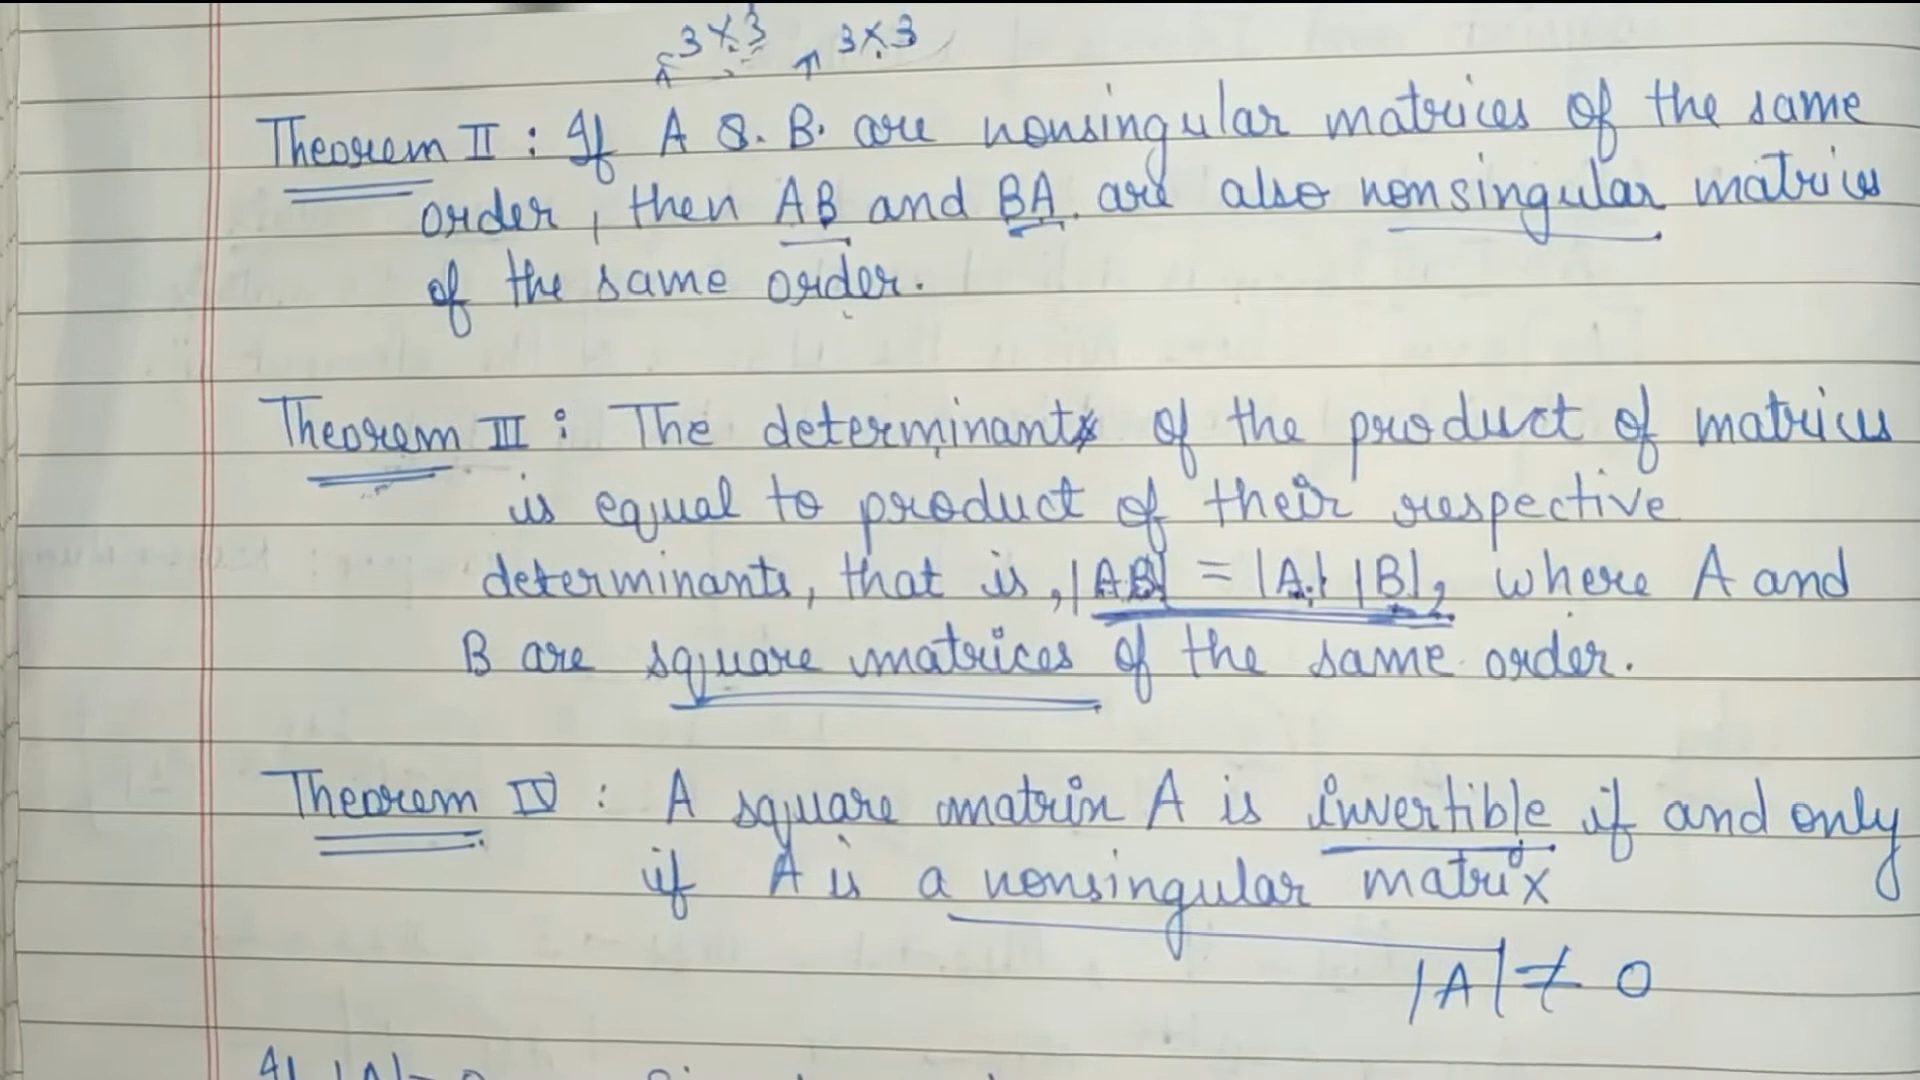 3×3 3×3
Theorem II : If A & B are nonsingular matrices of the same
order, then AB and BA are also nonsingular matrices
of the same order.
Theorem III : The determinant of the product of matrices
is equal to product of their respective
determinants, that is, |AB| = |A| |B|, where A and
B are square matrices of the same order.
Theorem IV : A square matrix A is invertible if and only
if A is a nonsingular matrix
|A| ≠ 0